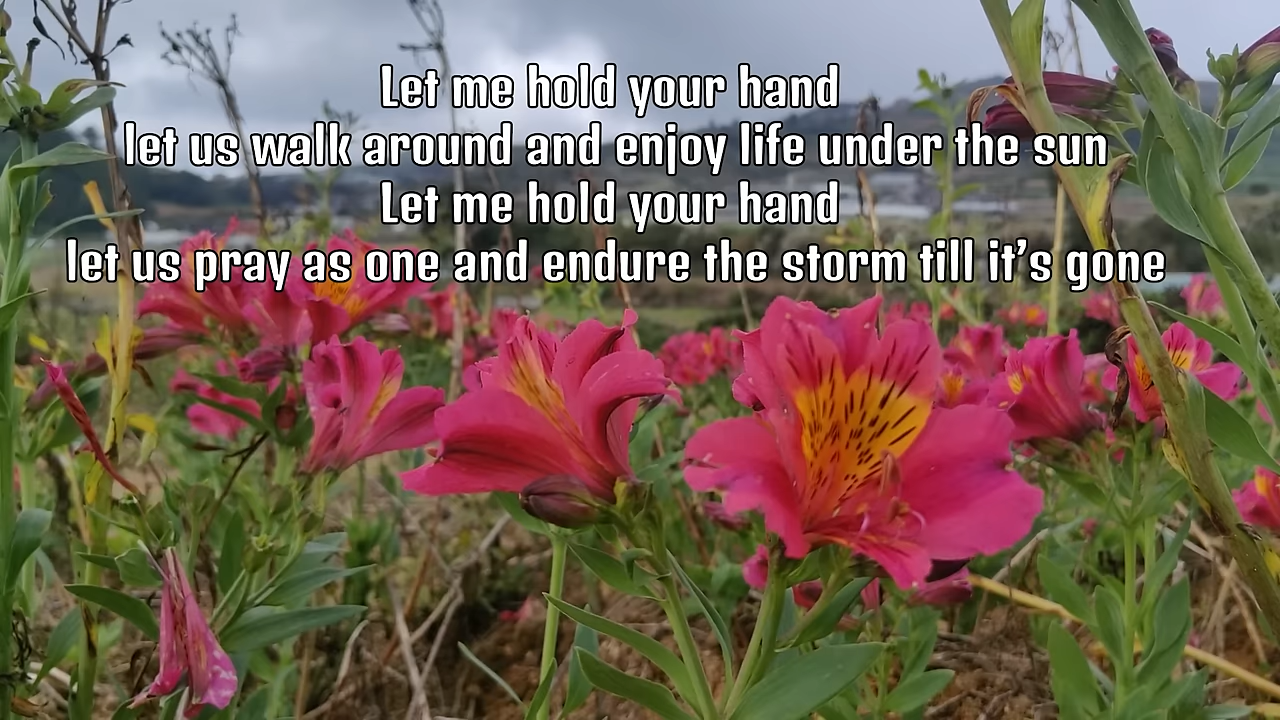 Let me hold your hand
let us walk around and enjoy life under the sun
Let me hold your hand
let us pray as one and endure the storm till it’s gone